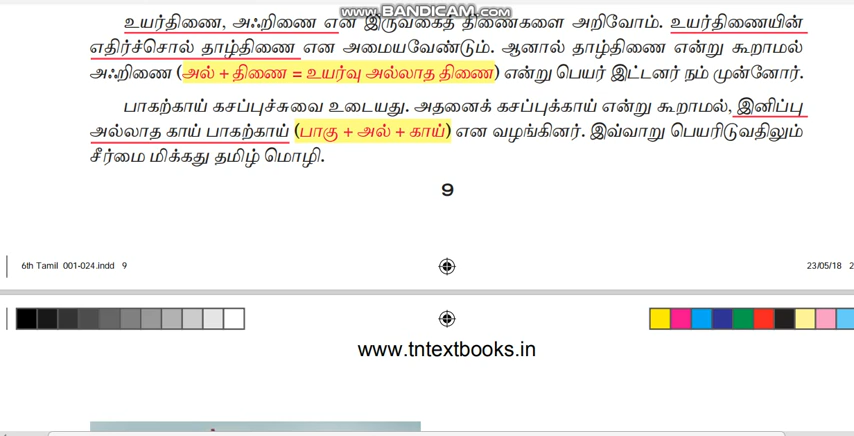 www.BANDICAM.com
உயர்திணை, அஃறிணை என இருவகைத் திணைகளை அறிவோம். உயர்திணையின்
எதிர்ச்சொல் தாழ்திணை என அமையவேண்டும். ஆனால் தாழ்திணை என்று கூறாமல்
அஃறிணை (அல் + திணை = உயர்வு அல்லாத திணை) என்று பெயர் இட்டனர் நம் முன்னோர்.
பாகற்காய் கசப்புச்சுவை உடையது. அதனைக் கசப்புக்காய் என்று கூறாமல், இனிப்பு
அல்லாத காய் பாகற்காய் (பாகு + அல் + காய்) என வழங்கினர். இவ்வாறு பெயரிடுவதிலும்
சீர்மை மிக்கது தமிழ் மொழி.
9
6th Tamil 001-024.indd 9 23/05/18 2
www.tntextbooks.in